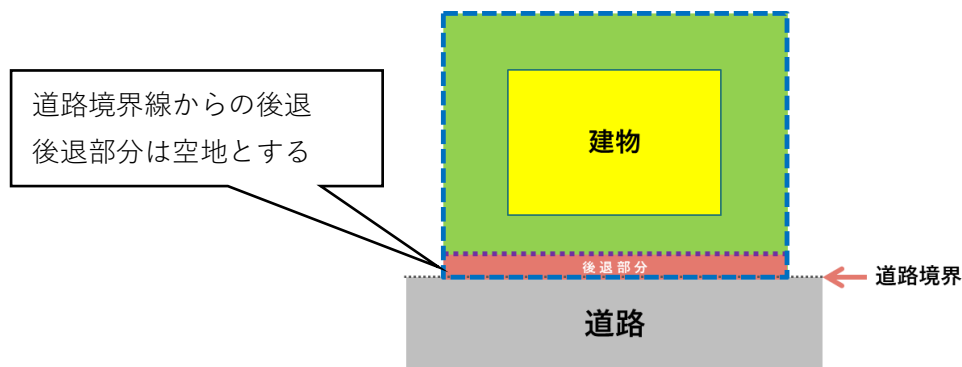 道路境界線からの後退
後退部分は空地とする
建物
後退部分
道路境界
道路